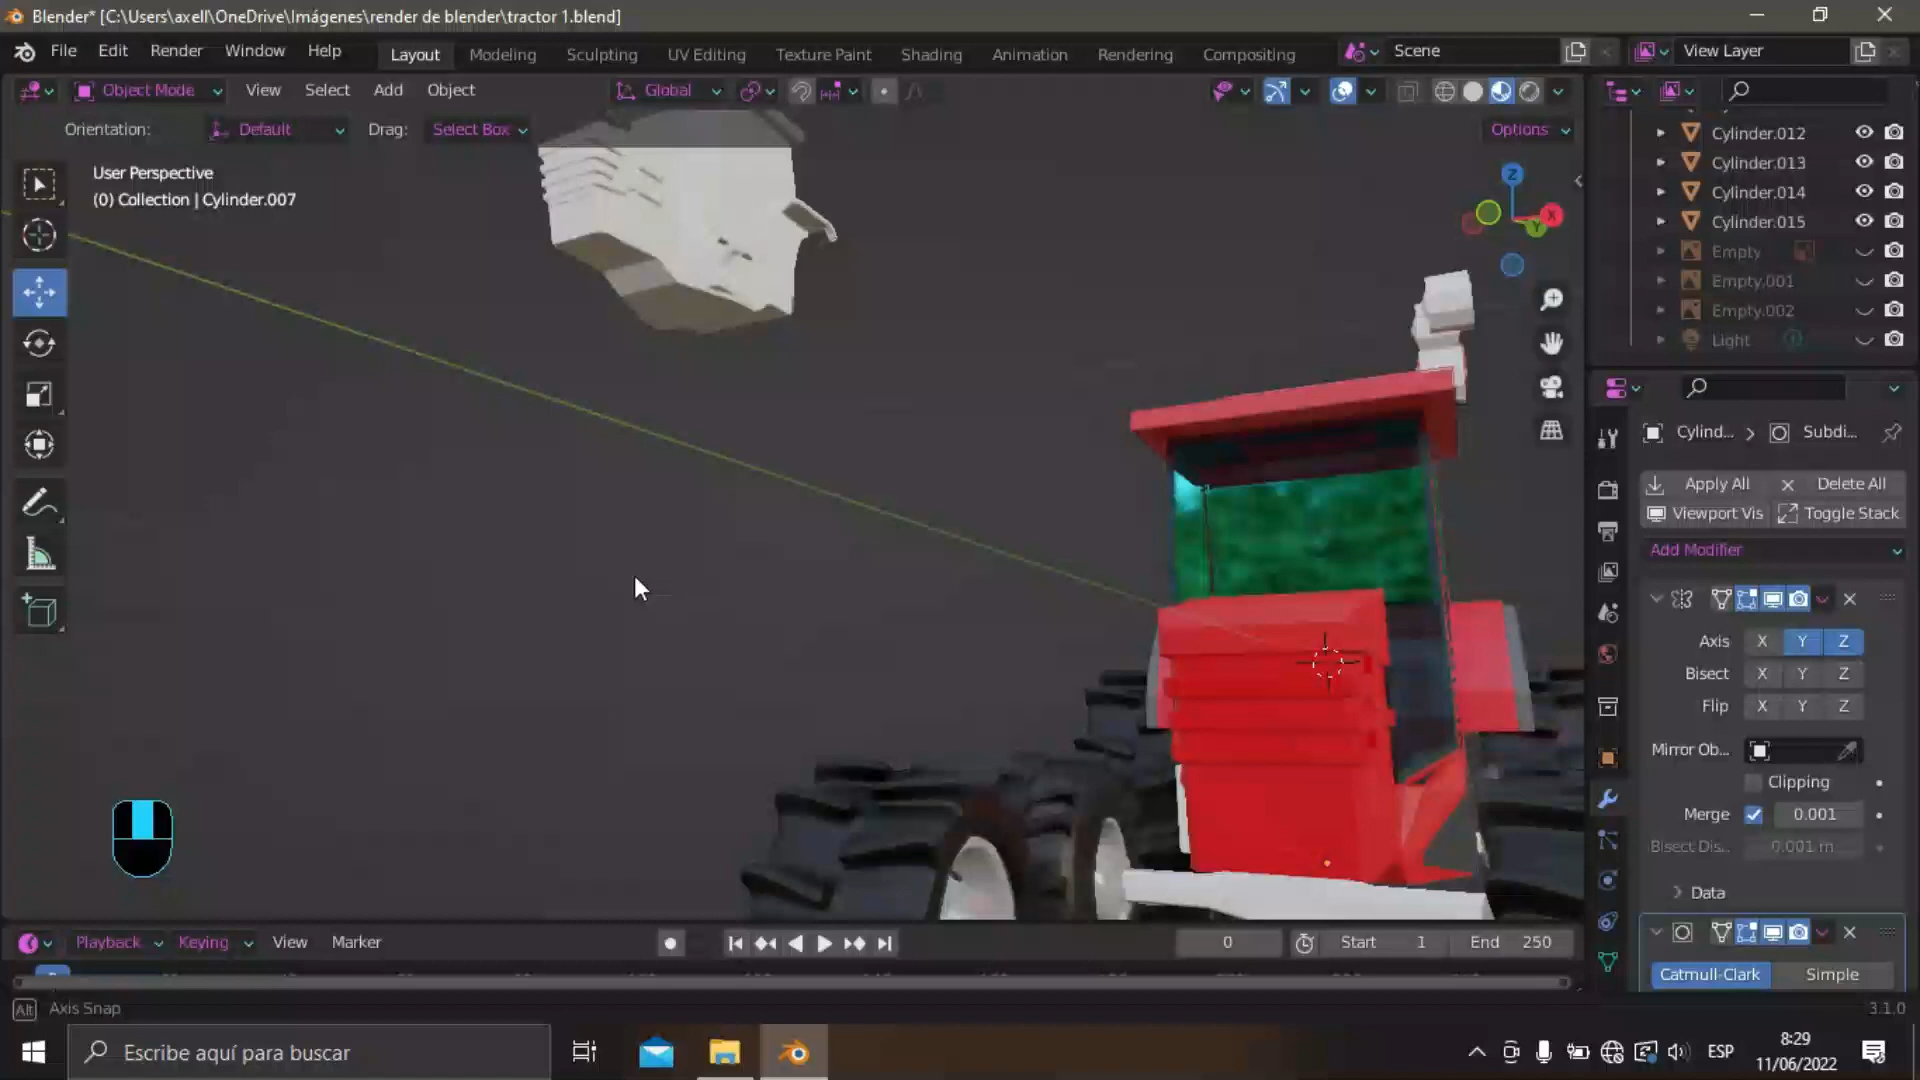 Blender* [C:\Users\axell\OneDrive\Imágenes\render de blender\tractor 1.blend]
File Edit Render Window Help Layout Modeling Sculpting UV Editing Texture Paint Shading Animation Rendering Compositing Scene View Layer
Object Mode View Select Add Object Global
Orientation: Default Drag: Select Box Options
User Perspective
(0) Collection | Cylinder.007
Z
X
Y
Cylinder.012
Cylinder.013
Cylinder.014
Cylinder.015
Empty
Empty.001
Empty.002
Light
Cylind... Subdi...
Apply All Delete All
Viewport Vis Toggle Stack
Add Modifier
Axis X Y Z
Bisect X Y Z
Flip X Y Z
Mirror Ob...
Clipping
Merge 0.001
Bisect Dis... 0.001 m
Data
Catmull-Clark Simple
Playback Keying View Marker 0 Start 1 End 250
Alt Axis Snap 3.1.0
Escribe aquí para buscar
ESP
8:29
11/06/2022